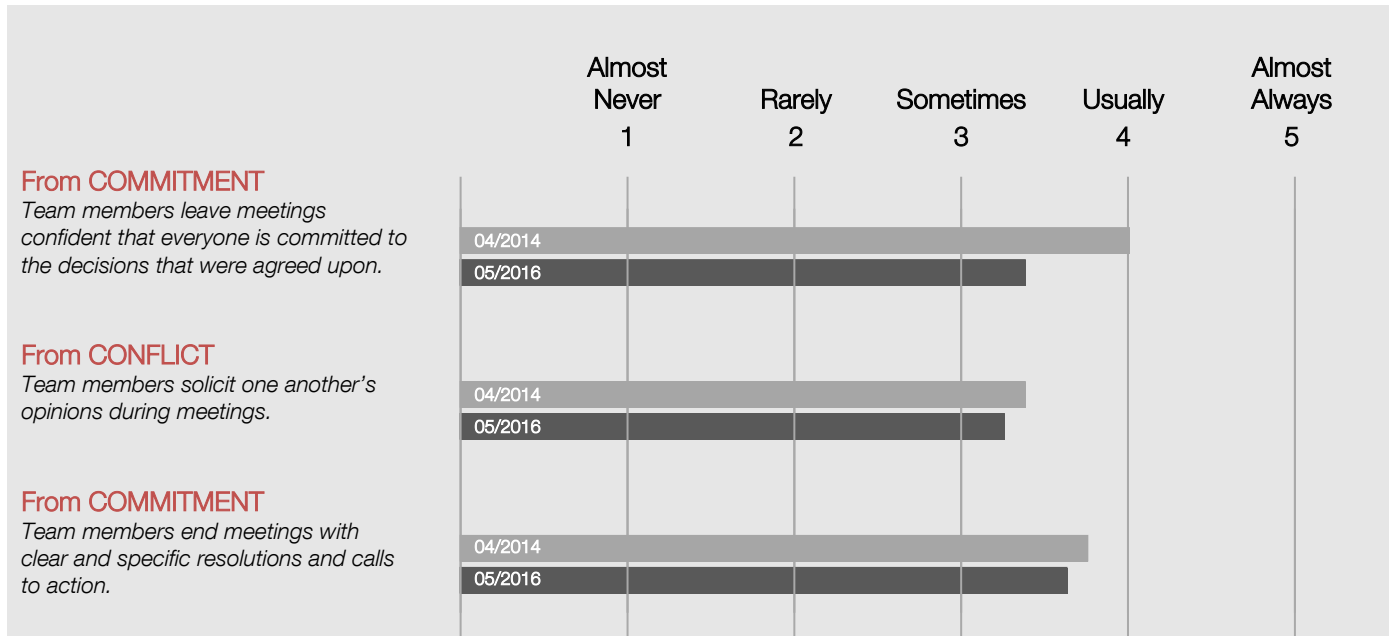 Almost
Never
Rarely
Sometimes
Usually
Almost
Always
1
2
3
4
5
From COMMITMENT
Team members leave meetings
confident that everyone is committed to
the decisions that were agreed upon.
04/2014
05/2016
From CONFLICT
Team members solicit one another’s
opinions during meetings.
04/2014
05/2016
From COMMITMENT
Team members end meetings with
clear and specific resolutions and calls
to action.
04/2014
05/2016